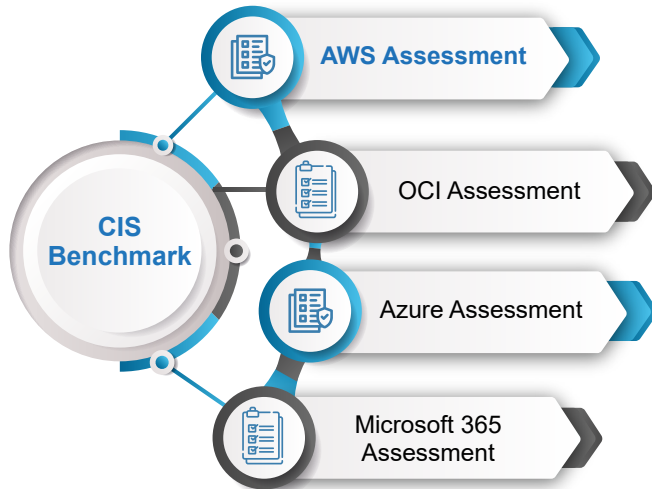 AWS Assessment
OCI Assessment
CIS
Benchmark
Azure Assessment
Microsoft 365
Assessment